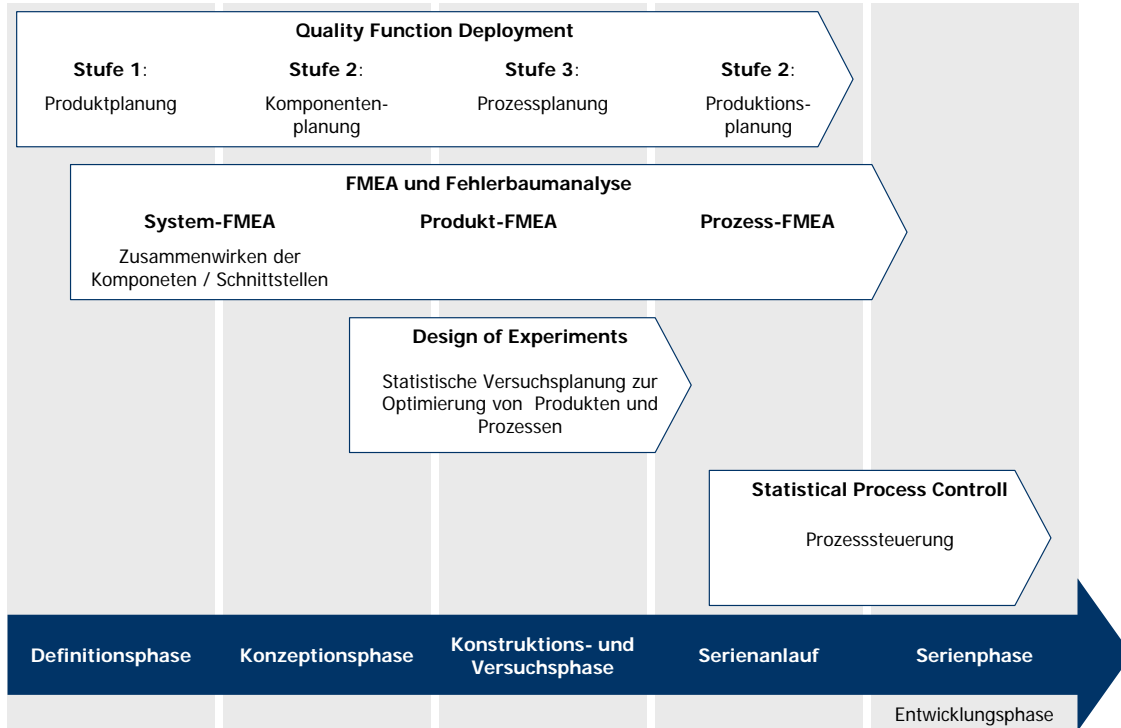 Quality Function Deployment
Stufe 1:
Produktplanung
Stufe 2:
Komponenten-
planung
Stufe 3:
Prozessplanung
Stufe 2:
Produktions-
planung
FMEA und Fehlerbaumanalyse
System-FMEA
Zusammenwirken der
Komponeten / Schnittstellen
Produkt-FMEA
Prozess-FMEA
Design of Experiments
Statistische Versuchsplanung zur
Optimierung von Produkten und
Prozessen
Statistical Process Controll
Prozesssteuerung
Definitionsphase
Konzeptionsphase
Konstruktions- und
Versuchsphase
Serienanlauf
Serienphase
Entwicklungsphase